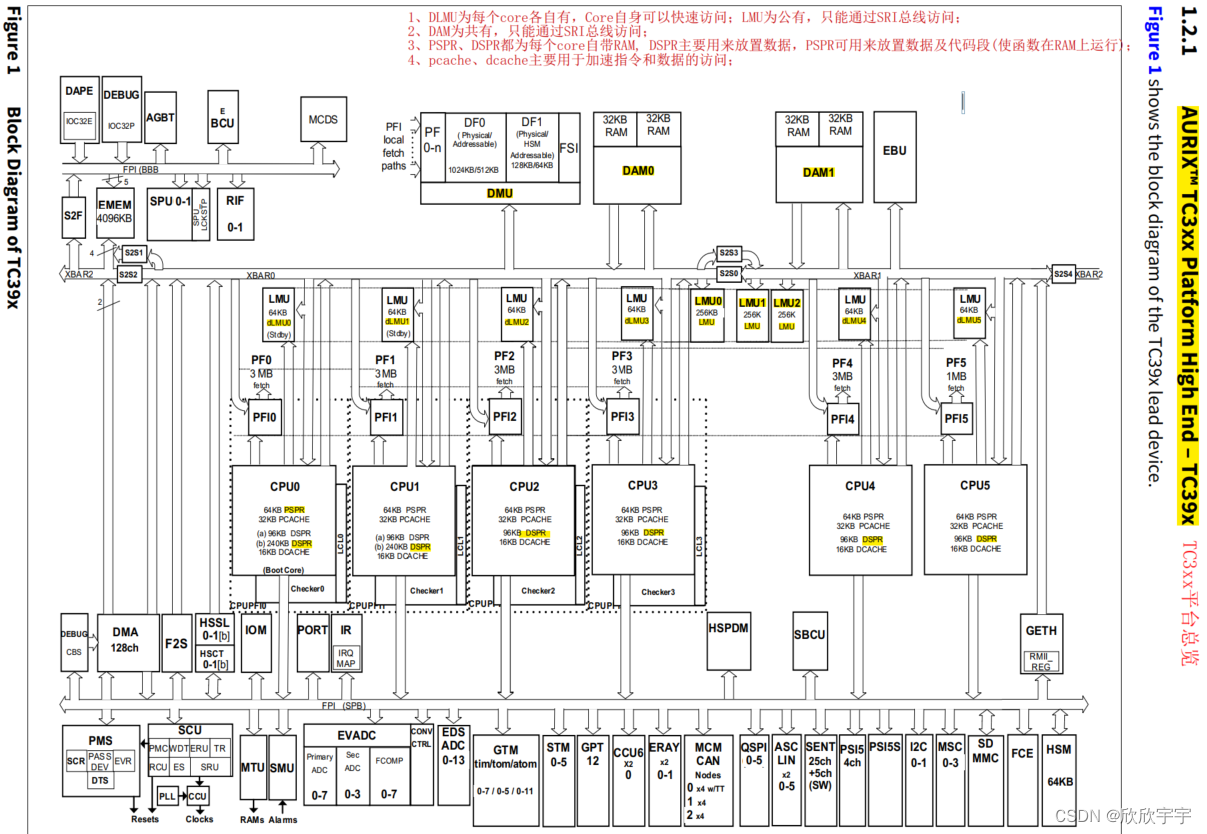 1、DLMU为每个core各自有，Core自身可以快速访问；LMU为公有，只能通过SRI总线访问；
2、DAM为共有，只能通过SRI总线访问；
3、PSPR、DSPR都为每个core自带RAM, DSPR主要用来放置数据，PSPR可用来放置数据及代码段(使函数在RAM上运行)；
4、pcache、dcache主要用于加速指令和数据的访问；
1.2.1 AURIX™ TC3xx Platform High End – TC39x TC3xx平台总览
Figure 1 shows the block diagram of the TC39x lead device.
Figure 1 Block Diagram of TC39x
DAPE
IOC32E
DEBUG
IOC32P
AGBT
E
BCU
MCDS
FPI (BBB
5
S2F
EMEM
4096KB
SPU 0-1
SPU
LCKSTP
RIF
0-1
PFI
local
fetch
paths
PF
0-n
DF0
( Physical/
Addressable)
1024KB/512KB
DF1
(Physical/
HSM
Addressable)
128KB/64KB
FSI
DMU
32KB
RAM
32KB
RAM
DAM0
32KB
RAM
32KB
RAM
DAM1
EBU
4
S2S1
S2S2
XBAR2
XBAR0
2
S2S3
S2S0
XBAR1
S2S4
XBAR2
LMU
64KB
dLMU0
(Stdby)
LMU
64KB
dLMU1
(Stdby)
LMU
64KB
dLMU2
LMU
64KB
dLMU3
LMU0
256KB
LMU
LMU1
256K
LMU
LMU2
256K
LMU
LMU
64KB
dLMU4
LMU
64KB
dLMU5
PF0
3 MB
fetch
PF1
3 MB
fetch
PF2
3MB
fetch
PF3
3MB
fetch
PF4
3MB
fetch
PF5
1MB
fetch
PFI0
PFI1
PFI2
PFI3
PFI4
PFI5
CPU0
64KB PSPR
32KB PCACHE
(a) 96KB DSPR
(b) 240KB DSPR
16KB DCACHE
(Boot Core)
LCL0
Checker0
CPUPFI0
CPU1
64KB PSPR
32KB PCACHE
(a) 96KB DSPR
(b) 240KB DSPR
16KB DCACHE
LCL1
Checker1
CPU2
64KB PSPR
32KB PCACHE
96KB DSPR
16KB DCACHE
LCL2
Checker2
CPU3
64KB PSPR
32KB PCACHE
96KB DSPR
16KB DCACHE
LCL3
Checker3
CPU4
64KB PSPR
32KB PCACHE
96KB DSPR
16KB DCACHE
CPU5
64KB PSPR
32KB PCACHE
96KB DSPR
16KB DCACHE
DEBUG
CBS
DMA
128ch
F2S
HSSL
0-1[b]
HSCT
0-1[b]
IOM
PORT
IR
IRQ
MAP
HSPDM
SBCU
GETH
RMII_
REG
FPI (SPB)
PMS
SCR
PASS
DEV
EVR
DTS
SCU
PMC
WDT
ERU
TR
RCU
ES
SRU
PLL
CCU
Resets
Clocks
MTU
SMU
RAMs
Alarms
EVADC
Primary
ADC
0-7
Sec
ADC
0-3
FCOMP
0-7
CONV
CTRL
EDS
ADC
0-13
GTM
tim/tom/atom
0-7 / 0-5 / 0-11
STM
0-5
GPT
12
CCU6
x2
0
ERAY
x2
0-1
MCM
CAN
Nodes
0 x4 w/TT
1 x4
2 x4
QSPI
0-5
ASC
LIN
x2
0-5
SENT
25ch
+5ch
(SW)
PSI5
4ch
PSI5S
I2C
0-1
MSC
0-3
SD
MMC
FCE
HSM
64KB
CSDN @欣欣宇宇